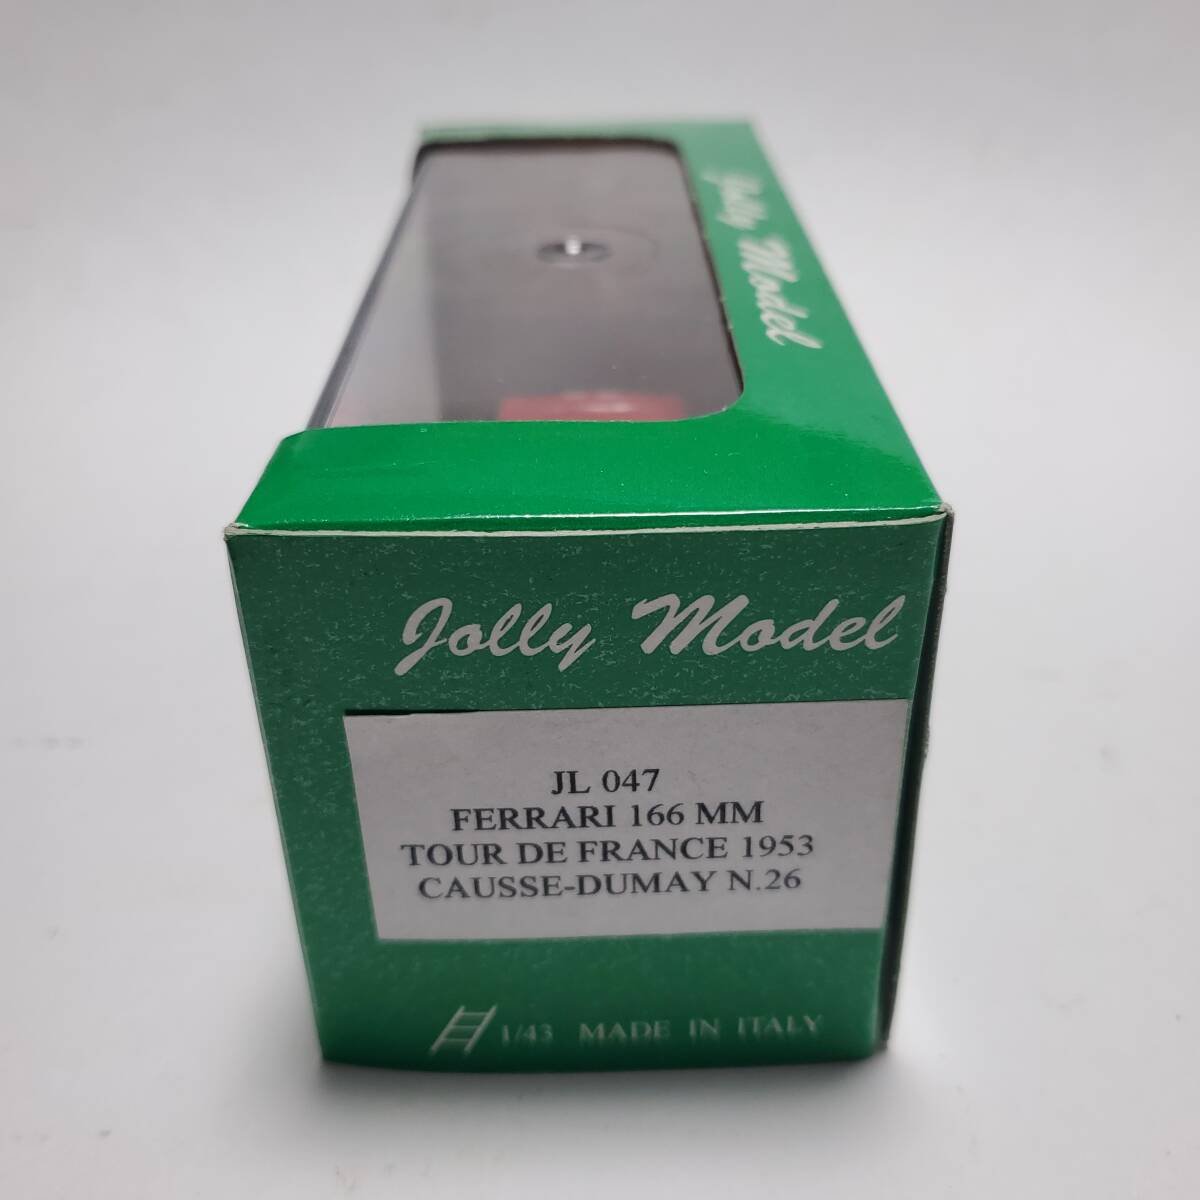 Jolly Model
Jolly Model
JL 047
FERRARI 166 MM
TOUR DE FRANCE 1953
CAUSSE-DUMAY N.26
1/43 MADE IN ITALY